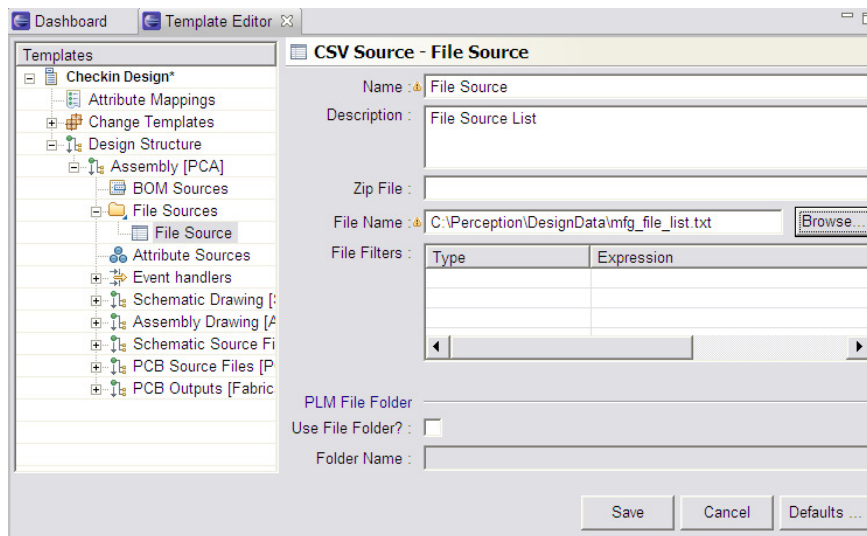 Dashboard
Template Editor
Templates
Checkin Design*
Attribute Mappings
Change Templates
Design Structure
Assembly [PCA]
BOM Sources
File Sources
File Source
Attribute Sources
Event handlers
Schematic Drawing [S
Assembly Drawing [A
Schematic Source Fi
PCB Source Files [P
PCB Outputs [Fabric
CSV Source - File Source
Name : File Source
Description : File Source List
Zip File :
File Name : C:\Perception\DesignData\mfg_file_list.txt Browse...
File Filters : Type Expression
PLM File Folder
Use File Folder? :
Folder Name :
Save Cancel Defaults ...